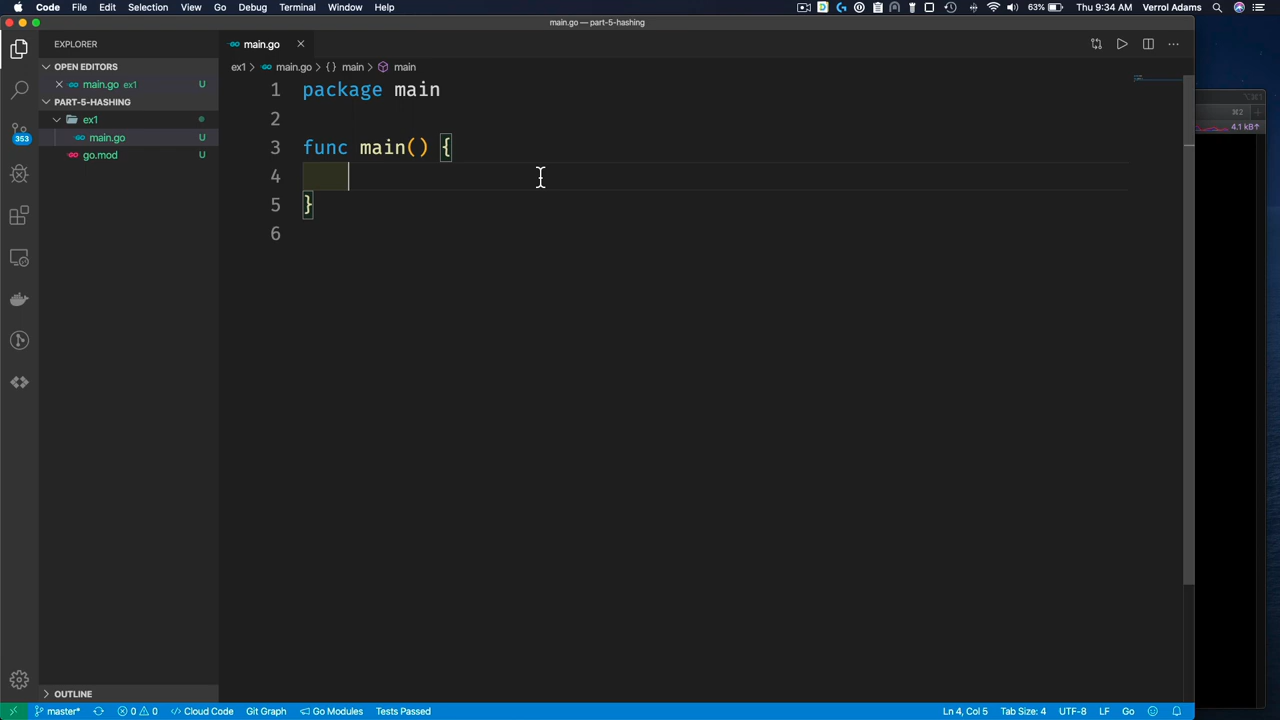 Code File Edit Selection View Go Debug Terminal Window Help 63% Thu 9:34 AM Verrol Adams
main.go — part-5-hashing
EXPLORER
main.go
OPEN EDITORS
main.go ex1 U
PART-5-HASHING
ex1
main.go U
go.mod U
353
ex1 > main.go > {} main > main
1 package main
2
3 func main() {
4
5 }
6
⌘2
4.1 kB↑
OUTLINE
master* 0 0 Cloud Code Git Graph Go Modules Tests Passed Ln 4, Col 5 Tab Size: 4 UTF-8 LF Go